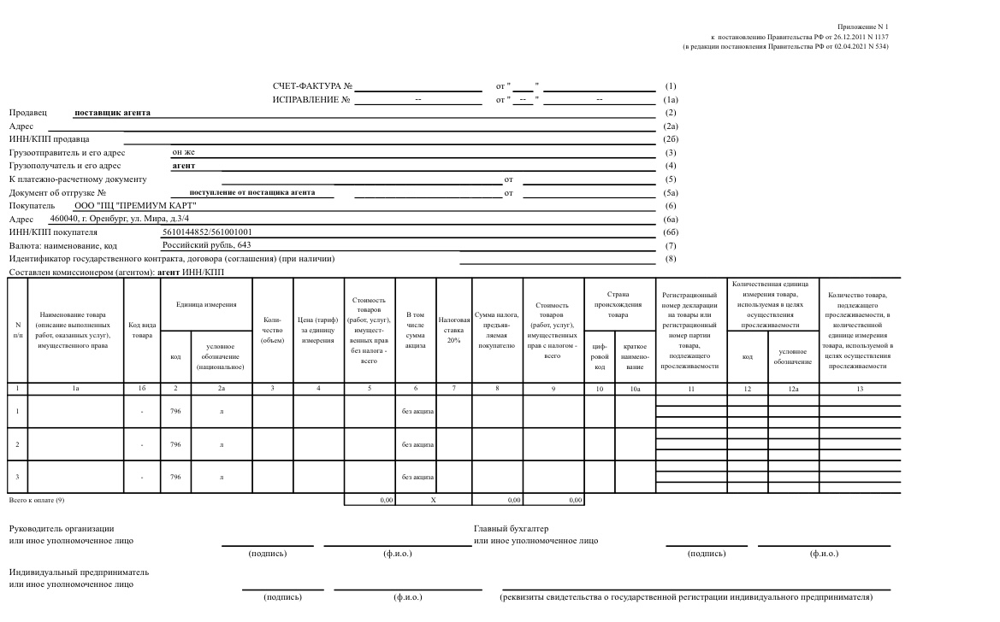 Приложение N 1
к постановлению Правительства РФ от 26.12.2011 N 1137
(в редакции постановления Правительства РФ от 02.04.2021 N 534)
СЧЕТ-ФАКТУРА № от " " (1)
ИСПРАВЛЕНИЕ № -- от " -- " -- (1а)
Продавец поставщик агента (2)
Адрес (2а)
ИНН/КПП продавца (2б)
Грузоотправитель и его адрес он же (3)
Грузополучатель и его адрес агент (4)
К платежно-расчетному документу от (5)
Документ об отгрузке № поступление от постащика агента от (5а)
Покупатель ООО "ПЦ "ПРЕМИУМ КАРТ" (6)
Адрес 460040, г. Оренбург, ул. Мира, д.3/4 (6а)
ИНН/КПП покупателя 5610144852/561001001 (6б)
Валюта: наименование, код Российский рубль, 643 (7)
Идентификатор государственного контракта, договора (соглашения) (при наличии) (8)
Составлен комиссионером (агентом): агент ИНН/КПП
N п/п
Наименование товара (описание выполненных работ, оказанных услуг), имущественного права
Код вида товара
Единица измерения
код
условное обозначение (национальное)
Коли-чество (объем)
Цена (тариф) за единицу измерения
Стоимость товаров (работ, услуг), имущест-венных прав без налога - всего
В том числе сумма акциза
Налоговая ставка 20%
Сумма налога, предъяв-ляемая покупателю
Стоимость товаров (работ, услуг), имущественных прав с налогом - всего
Страна происхождения товара
циф-ровой код
краткое наимено-вание
Регистрационный номер декларации на товары или регистрационный номер партии товара, подлежащего прослеживаемости
Количественная единица измерения товара, используемая в целях осуществления прослеживаемости
код
условное обозначение
Количество товара, подлежащего прослеживаемости, в количественной единице измерения товара, используемой в целях осуществления прослеживаемости
1 1а 1б 2 2а 3 4 5 6 7 8 9 10 10а 11 12 12а 13
1 - 796 л без акциза
2 - 796 л без акциза
3 - 796 л без акциза
Всего к оплате (9) 0,00 Х 0,00 0,00
Руководитель организации Главный бухгалтер
или иное уполномоченное лицо или иное уполномоченное лицо
(подпись) (ф.и.о.) (подпись) (ф.и.о.)
Индивидуальный предприниматель
или иное уполномоченное лицо
(подпись) (ф.и.о.) (реквизиты свидетельства о государственной регистрации индивидуального предпринимателя)